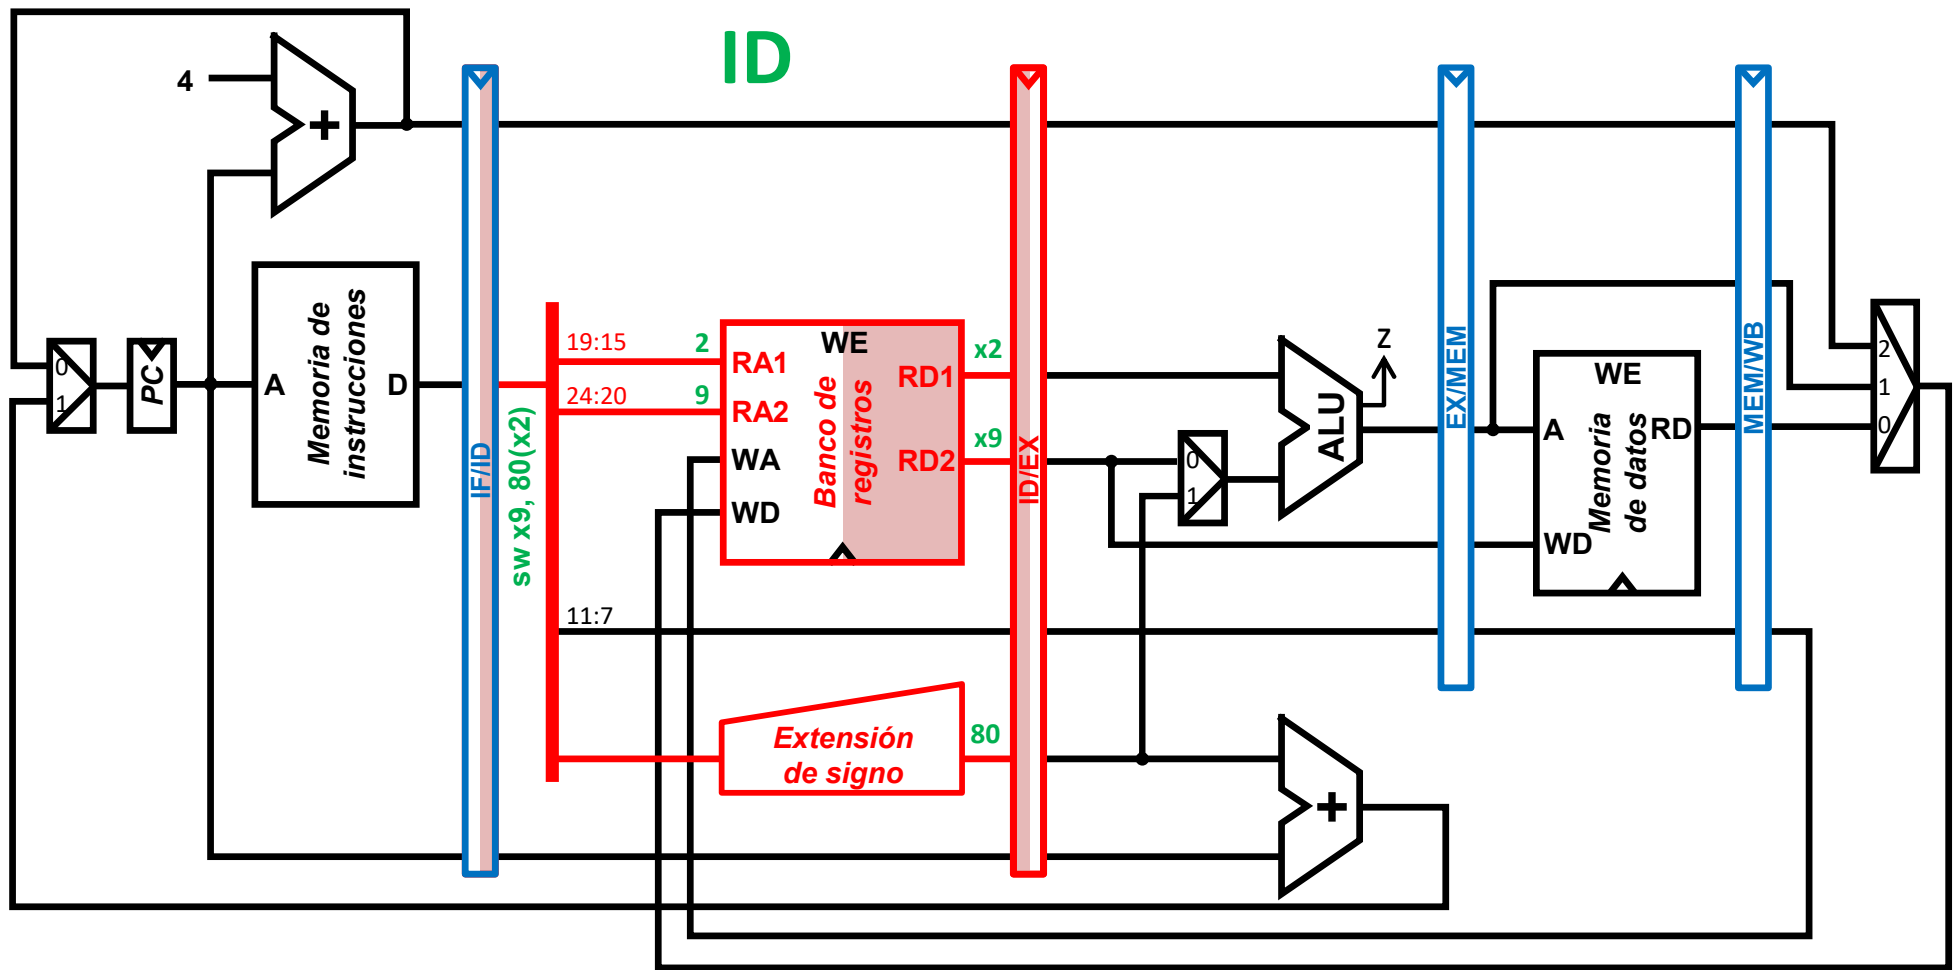 ID
4
+
0
1
PC
A
Memoria de
instrucciones
D
IF/ID
sw x9, 80(x2)
19:15
24:20
11:7
2
9
RA1
RA2
WA
WD
WE
Banco de
registros
RD1
RD2
x2
x9
Extensión
de signo
80
ID/EX
0
1
ALU
Z
+
EX/MEM
A
WD
WE
Memoria
de datos
RD
MEM/WB
2
1
0